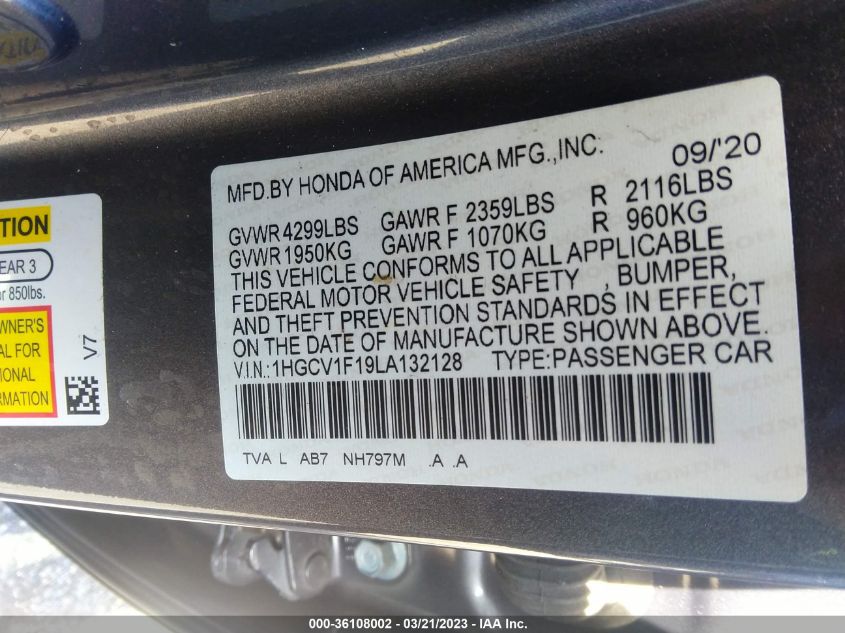 MFD.BY HONDA OF AMERICA MFG.,INC. 09/'20
GVWR 4299LBS GAWR F 2359LBS R 2116LBS
GVWR 1950KG GAWR F 1070KG R 960KG
THIS VEHICLE CONFORMS TO ALL APPLICABLE
FEDERAL MOTOR VEHICLE SAFETY , BUMPER,
AND THEFT PREVENTION STANDARDS IN EFFECT
ON THE DATE OF MANUFACTURE SHOWN ABOVE.
V.I.N.:1HGCV1F19LA132128 TYPE:PASSENGER CAR
TVA L AB7 NH797M .A .A
TION
EAR 3
or 850lbs.
WNER'S
AL FOR
IONAL
RMATION
V7
000-36108002 / 03/21/2023 — IAA Inc.